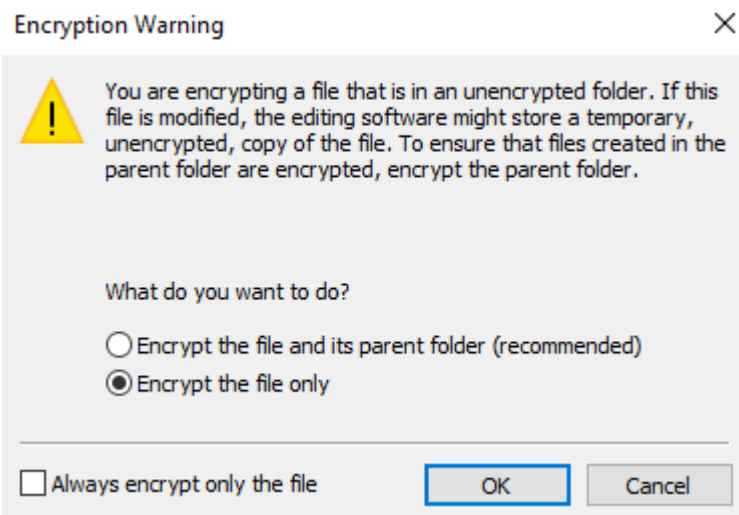 Encryption Warning
You are encrypting a file that is in an unencrypted folder. If this
file is modified, the editing software might store a temporary,
unencrypted, copy of the file. To ensure that files created in the
parent folder are encrypted, encrypt the parent folder.
What do you want to do?
Encrypt the file and its parent folder (recommended)
Encrypt the file only
Always encrypt only the file
OK
Cancel